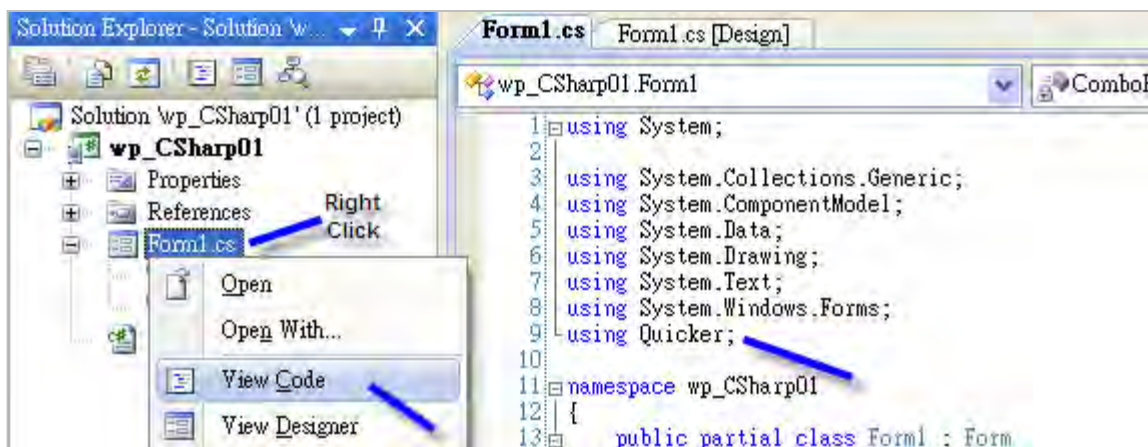 Solution Explorer - Solution 'w...
Solution 'wp_CSharp01' (1 project)
wp_CSharp01
Properties
References
Form1.cs
Right
Click
Open
Open With...
View Code
View Designer
Form1.cs
Form1.cs [Design]
wp_CSharp01.Form1
1 using System;
2
3 using System.Collections.Generic;
4 using System.ComponentModel;
5 using System.Data;
6 using System.Drawing;
7 using System.Text;
8 using System.Windows.Forms;
9 using Quicker;
10
11 namespace wp_CSharp01
12 {
13 public partial class Form1 : Form